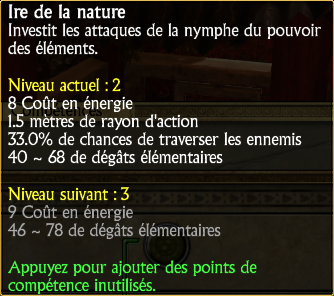 Ire de la nature
Investit les attaques de la nymphe du pouvoir
des éléments.
Niveau actuel : 2
8 Coût en énergie
1.5 mètres de rayon d'action
33.0% de chances de traverser les ennemis
40 ~ 68 de dégâts élémentaires
Niveau suivant : 3
9 Coût en énergie
46 ~ 78 de dégâts élémentaires
Appuyez pour ajouter des points de
compétence inutilisés.